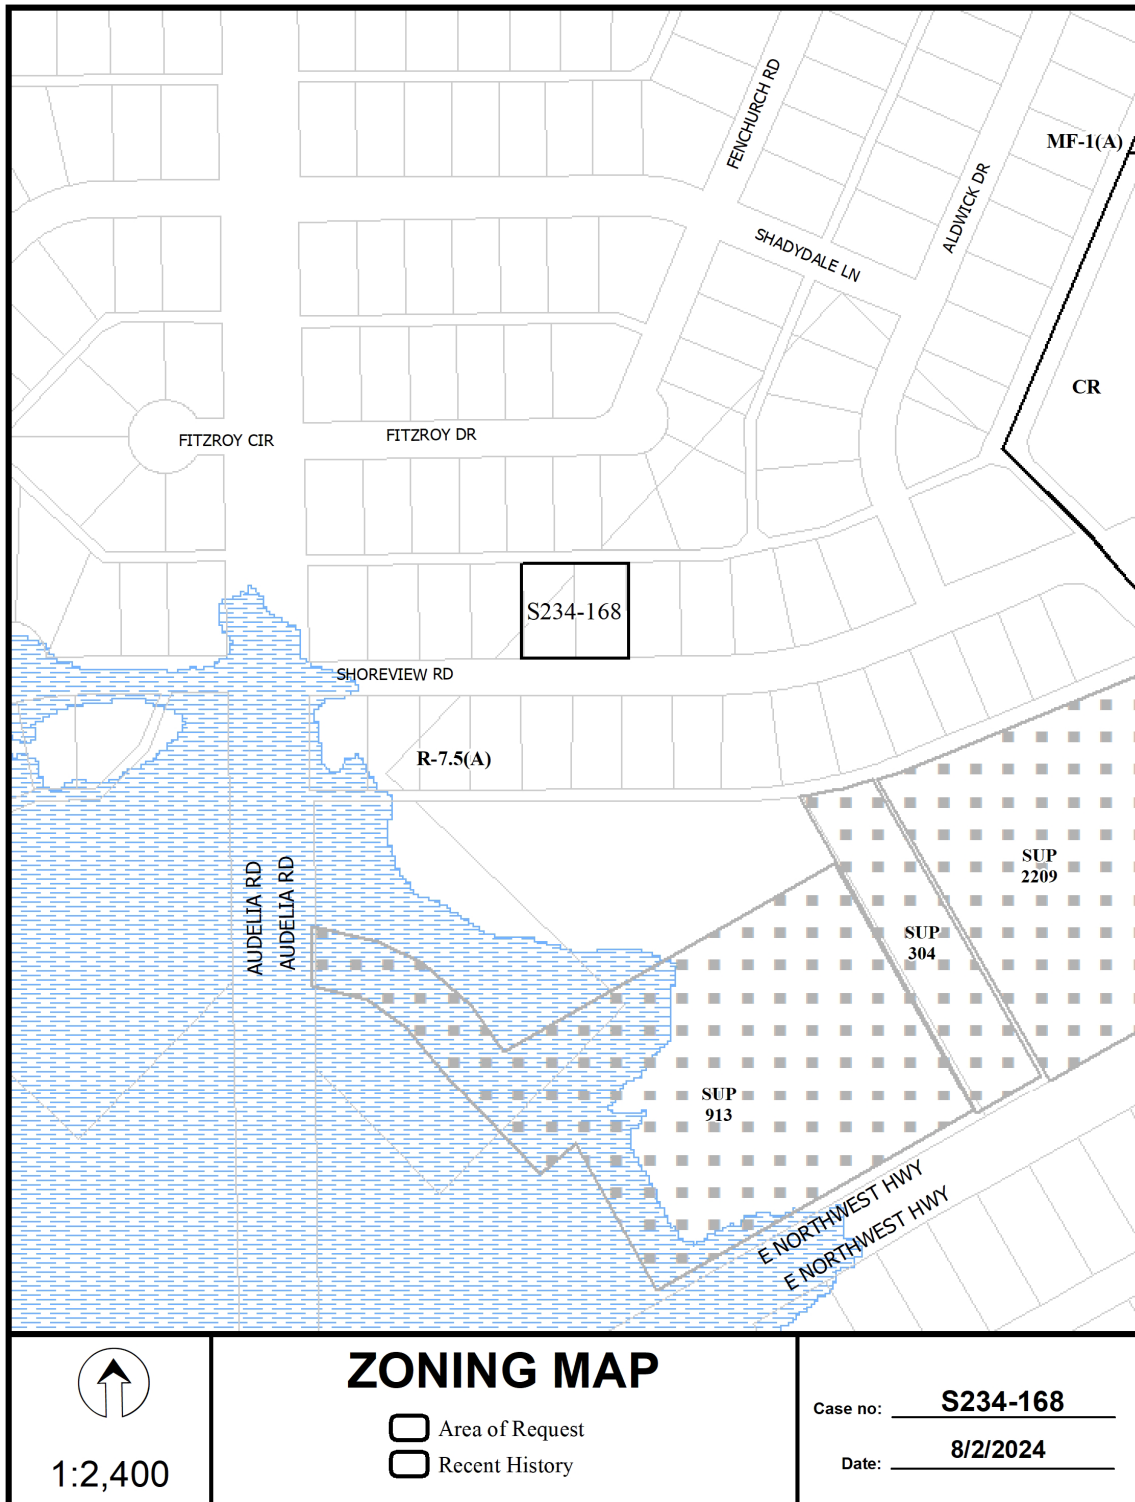 FENCHURCH RD
MF-1(A)
ALDWICK DR
SHADYDALE LN
CR
FITZROY CIR
FITZROY DR
S234-168
SHOREVIEW RD
R-7.5(A)
SUP
2209
AUDELIA RD
AUDELIA RD
SUP
304
SUP
913
E NORTHWEST HWY
E NORTHWEST HWY
1:2,400
ZONING MAP
Area of Request
Recent History
Case no: S234-168
Date: 8/2/2024